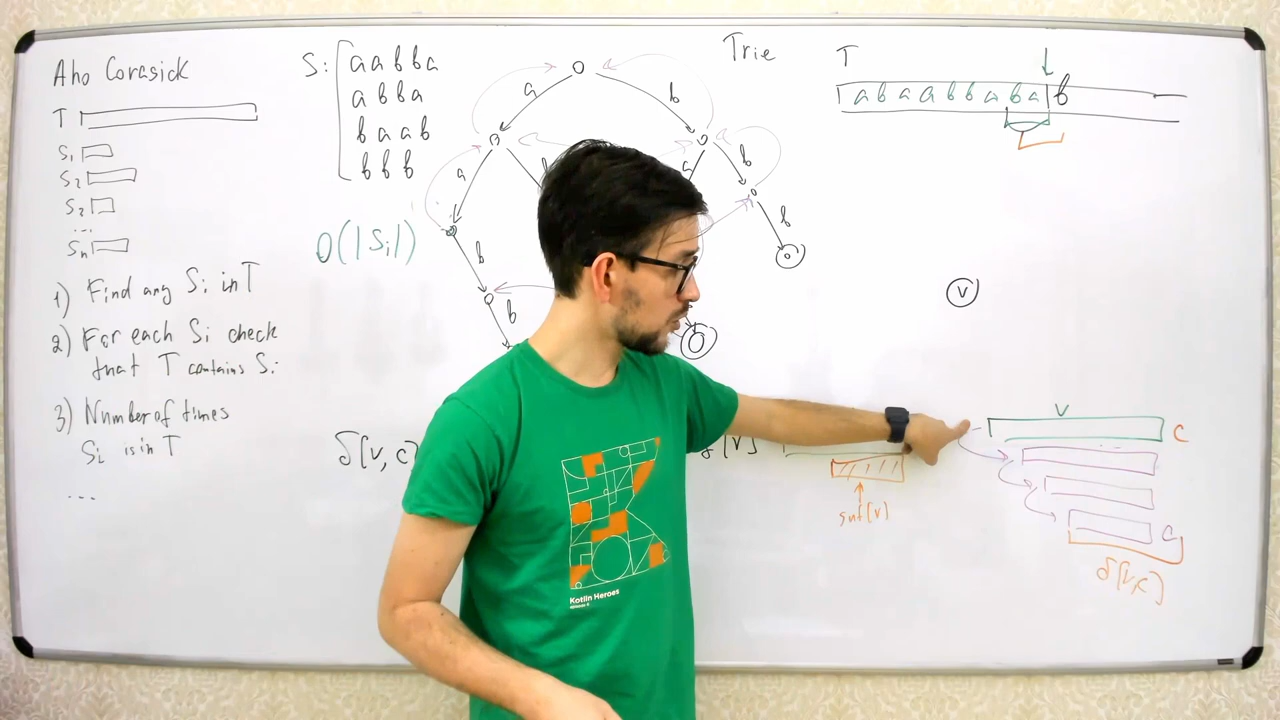 Aho Corasick
T
S1
S2
S2
...
Sn
1) Find any Si in T
2) For each Si check
that T contains Si
3) Number of times
Si is in T
...
S:
aabba
abba
baab
bbb
O(|Si|)
Trie
a
b
a
b
a
b
b
b
b
T
abaabbaba b
v
δ[v, c]
[v]
suf[v]
v
c
c
δ[v,c]
Kotlin Heroes